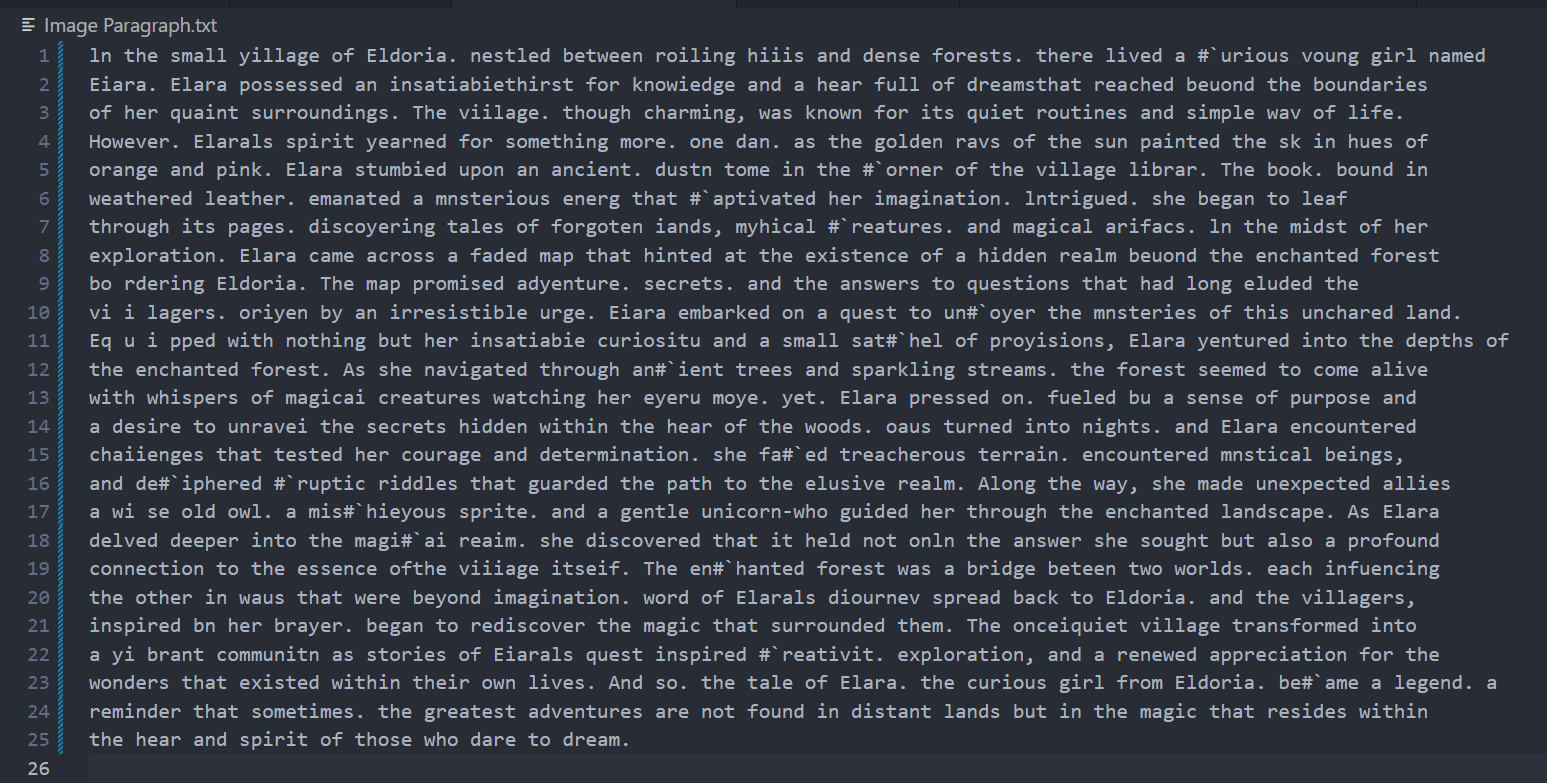 Image Paragraph.txt
1 ln the small yillage of Eldoria. nestled between roiling hiiis and dense forests. there lived a #`urious voung girl named
2 Eiara. Elara possessed an insatiabiethirst for knowiedge and a hear full of dreamsthat reached beuond the boundaries
3 of her quaint surroundings. The viilage. though charming, was known for its quiet routines and simple wav of life.
4 However. Elarals spirit yearned for something more. one dan. as the golden ravs of the sun painted the sk in hues of
5 orange and pink. Elara stumbied upon an ancient. dustn tome in the #`orner of the village librar. The book. bound in
6 weathered leather. emanated a mnsterious energ that #`aptivated her imagination. lntrigued. she began to leaf
7 through its pages. discoyering tales of forgoten iands, myhical #`reatures. and magical arifacs. ln the midst of her
8 exploration. Elara came across a faded map that hinted at the existence of a hidden realm beuond the enchanted forest
9 bo rdering Eldoria. The map promised adyenture. secrets. and the answers to questions that had long eluded the
10 vi i lagers. oriyen by an irresistible urge. Eiara embarked on a quest to un#`oyer the mnsteries of this unchared land.
11 Eq u i pped with nothing but her insatiabie curiositu and a small sat#`hel of proyisions, Elara yentured into the depths of
12 the enchanted forest. As she navigated through an#`ient trees and sparkling streams. the forest seemed to come alive
13 with whispers of magicai creatures watching her eyeru moye. yet. Elara pressed on. fueled bu a sense of purpose and
14 a desire to unravei the secrets hidden within the hear of the woods. oaus turned into nights. and Elara encountered
15 chaiienges that tested her courage and determination. she fa#`ed treacherous terrain. encountered mnstical beings,
16 and de#`iphered #`ruptic riddles that guarded the path to the elusive realm. Along the way, she made unexpected allies
17 a wi se old owl. a mis#`hieyous sprite. and a gentle unicorn-who guided her through the enchanted landscape. As Elara
18 delved deeper into the magi#`ai reaim. she discovered that it held not onln the answer she sought but also a profound
19 connection to the essence ofthe viiiage itseif. The en#`hanted forest was a bridge beteen two worlds. each infuencing
20 the other in waus that were beyond imagination. word of Elarals diournev spread back to Eldoria. and the villagers,
21 inspired bn her brayer. began to rediscover the magic that surrounded them. The onceiquiet village transformed into
22 a yi brant communitn as stories of Eiarals quest inspired #`reativit. exploration, and a renewed appreciation for the
23 wonders that existed within their own lives. And so. the tale of Elara. the curious girl from Eldoria. be#`ame a legend. a
24 reminder that sometimes. the greatest adventures are not found in distant lands but in the magic that resides within
25 the hear and spirit of those who dare to dream.
26